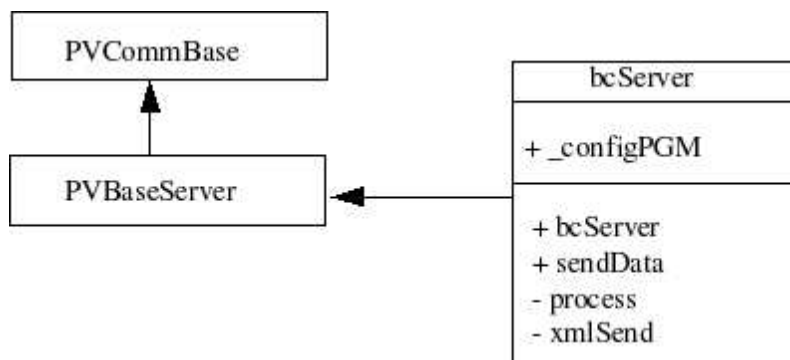 PVCommBase
PVBaseServer
bcServer
+ _configPGM
+ bcServer
+ sendData
- process
- xmlSend